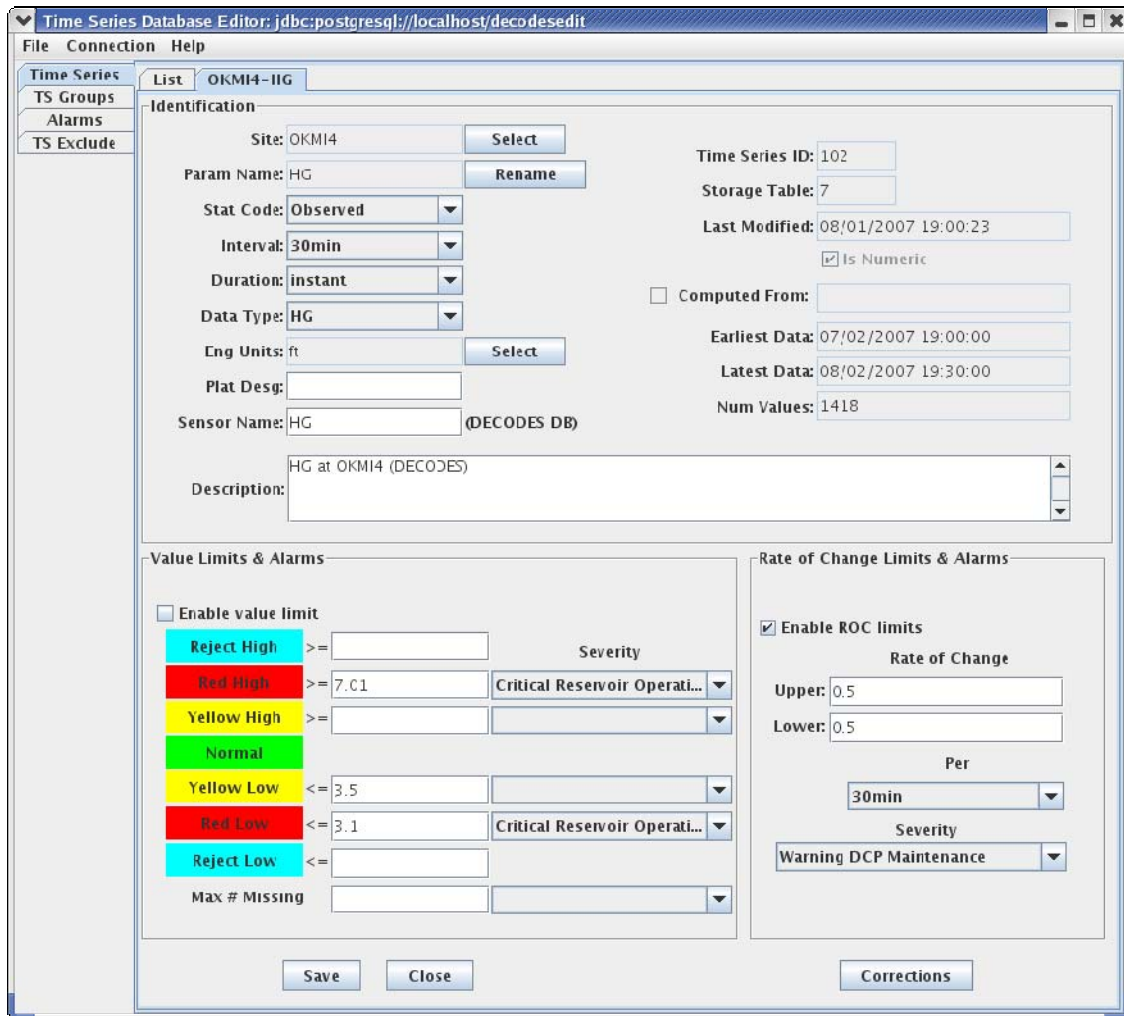 Time Series Database Editor: jdbc:postgresql://localhost/decodesedit
File Connection Help
Time Series
TS Groups
Alarms
TS Exclude
List OKMI4-HG
Identification
Site: OKMI4 Select
Param Name: HG Rename
Stat Code: Observed
Interval: 30min
Duration: instant
Data Type: HG
Eng Units: ft Select
Plat Desg:
Sensor Name: HG (DECODES DB)
Time Series ID: 102
Storage Table: 7
Last Modified: 08/01/2007 19:00:23
Is Numeric
Computed From:
Earliest Data: 07/02/2007 19:00:00
Latest Data: 08/02/2007 19:30:00
Num Values: 1418
Description: HG at OKMI4 (DECODES)
Value Limits & Alarms
Enable value limit
Reject High >=
Severity
Red High >= 7.01 Critical Reservoir Operati...
Yellow High >=
Normal
Yellow Low <= 3.5
Red Low <= 3.1 Critical Reservoir Operati...
Reject Low <=
Max # Missing
Rate of Change Limits & Alarms
Enable ROC limits
Rate of Change
Upper: 0.5
Lower: 0.5
Per
30min
Severity
Warning DCP Maintenance
Save Close Corrections